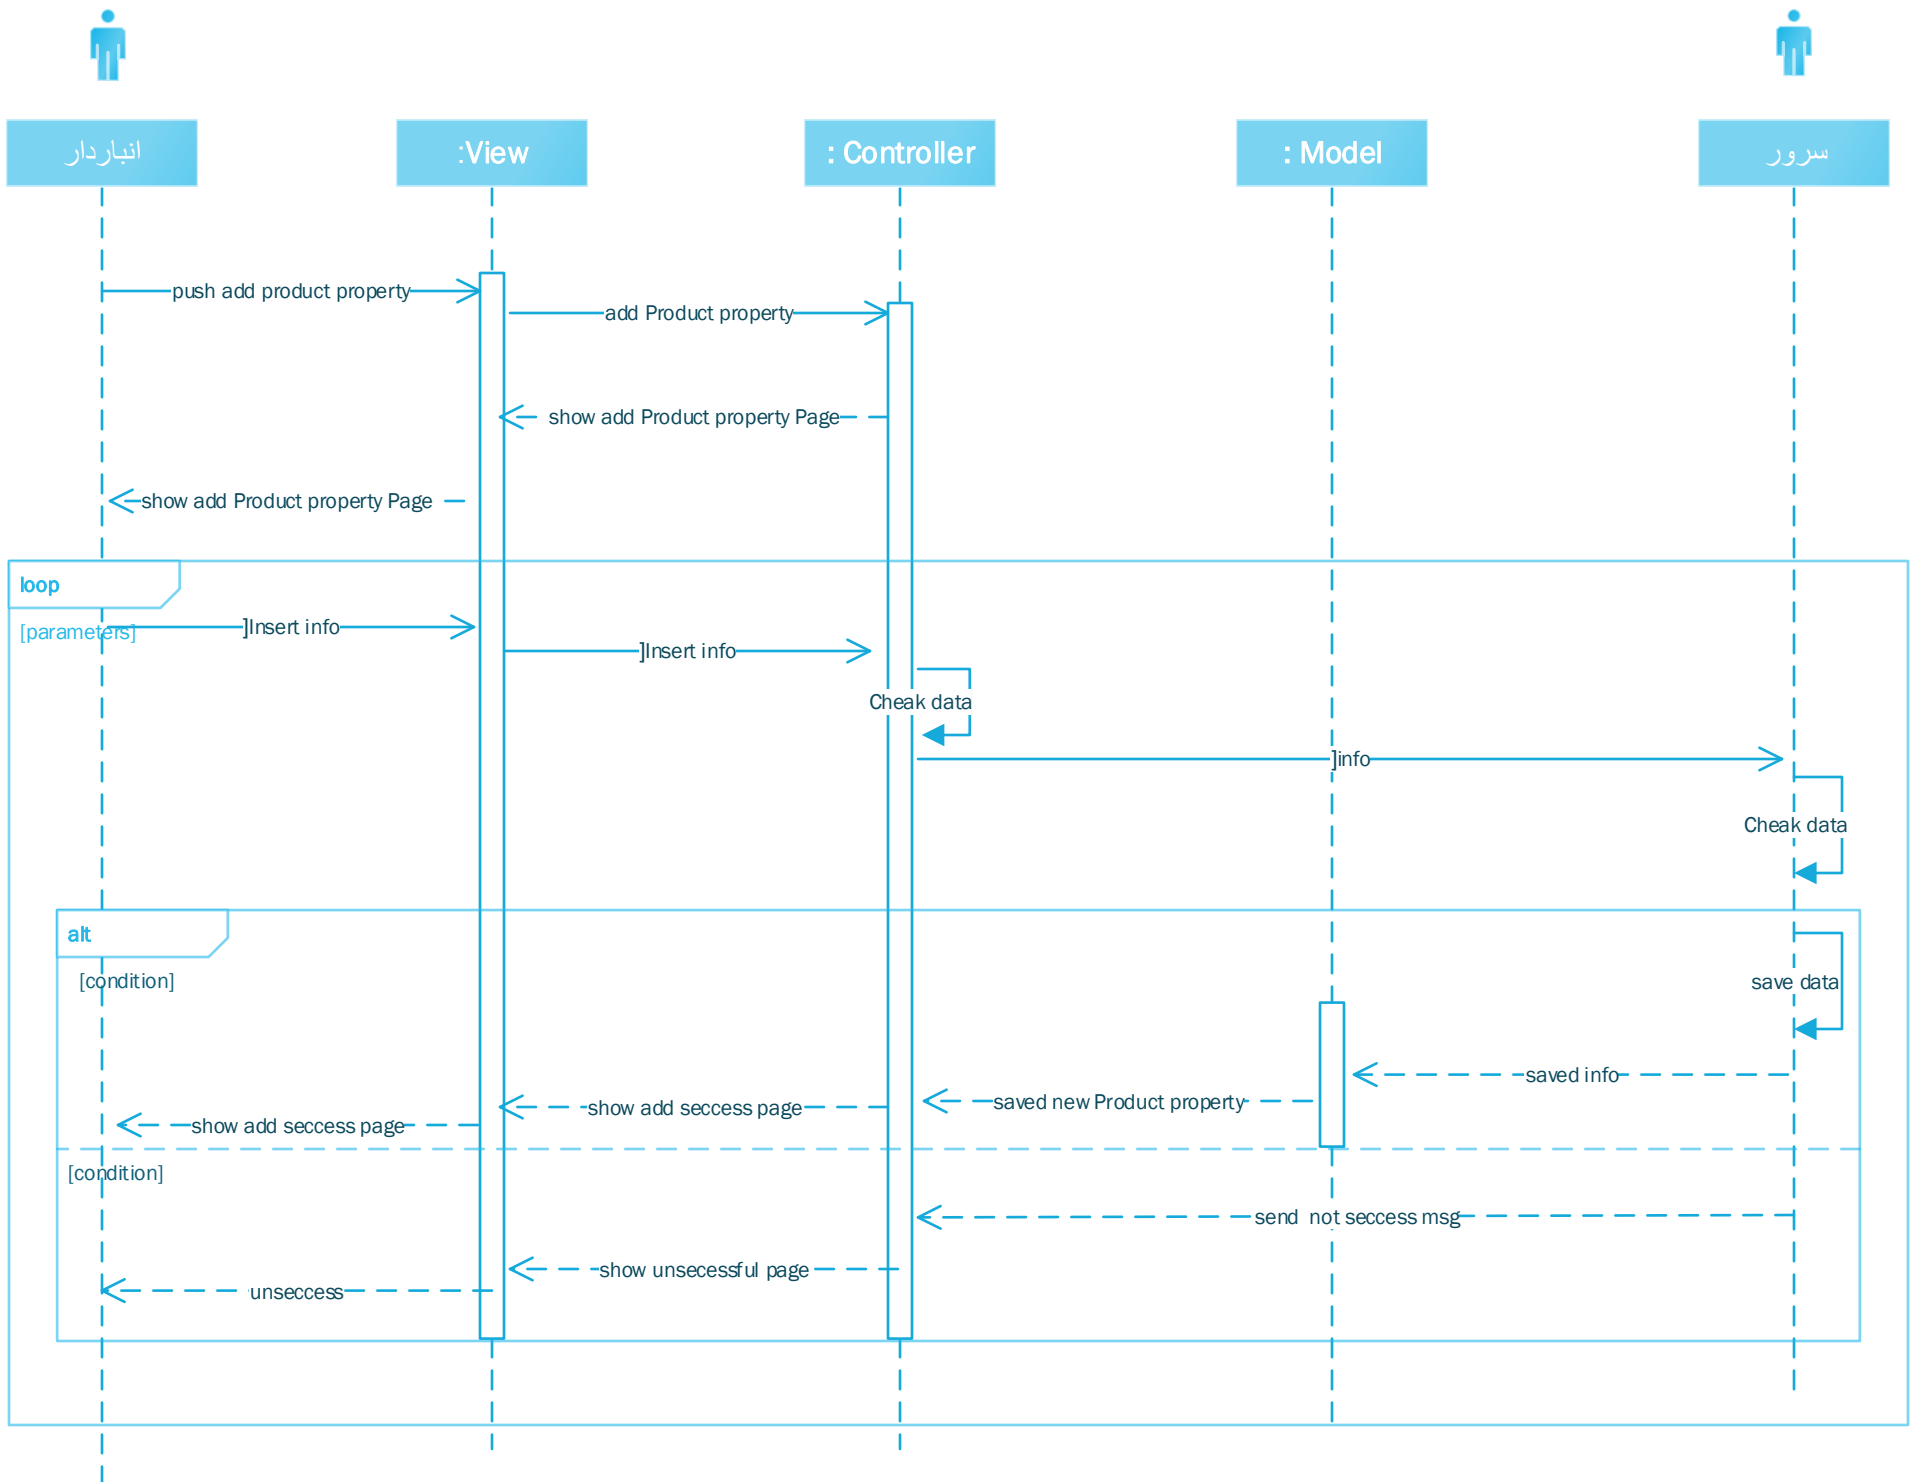 انباردار
:View
: Controller
: Model
سرور
push add product property
add Product property
show add Product property Page
show add Product property Page
loop
[parameters]
]Insert info
]Insert info
Cheak data
]info
Cheak data
alt
[condition]
save data
saved info
saved new Product property
show add seccess page
show add seccess page
[condition]
send  not seccess msg
show unsecessful page
unseccess